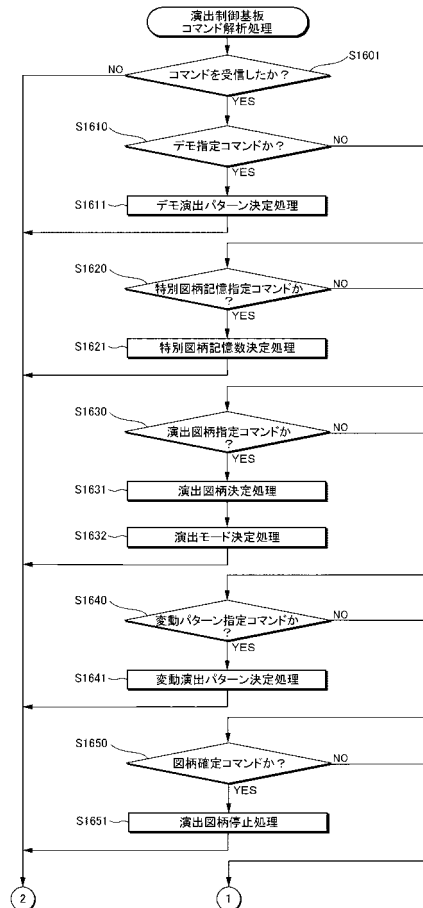 演出制御基板
コマンド解析処理
S1601
NO
コマンドを受信したか？
YES
S1610
NO
デモ指定コマンドか？
YES
S1611
デモ演出パターン決定処理
S1620
特別図柄記憶指定コマンドか
？
NO
YES
S1621
特別図柄記憶数決定処理
S1630
演出図柄指定コマンドか
？
NO
YES
S1631
演出図柄決定処理
S1632
演出モード決定処理
S1640
変動パターン指定コマンドか
？
NO
YES
S1641
変動演出パターン決定処理
S1650
図柄確定コマンドか？
NO
YES
S1651
演出図柄停止処理
2
1